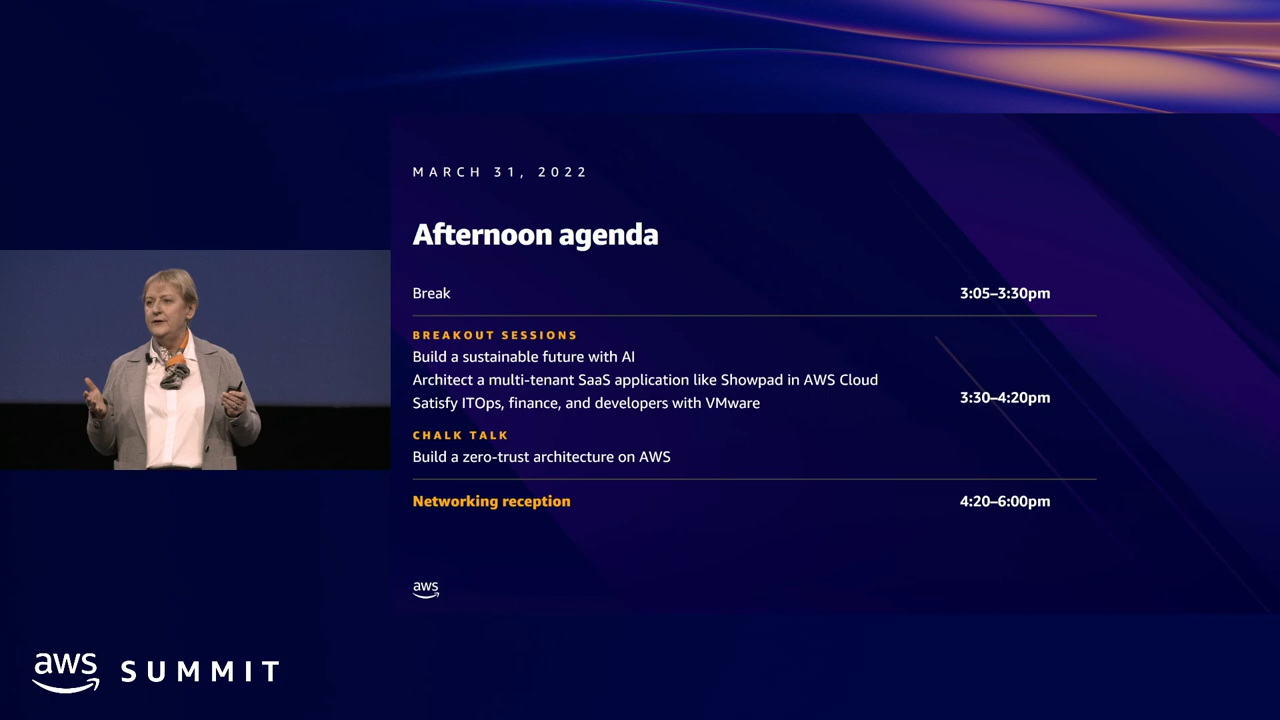 MARCH 31, 2022
Afternoon agenda
Break 3:05–3:30pm
BREAKOUT SESSIONS
Build a sustainable future with AI
Architect a multi-tenant SaaS application like Showpad in AWS Cloud
Satisfy ITOps, finance, and developers with VMware
3:30–4:20pm
CHALK TALK
Build a zero-trust architecture on AWS
Networking reception 4:20–6:00pm
aws
aws SUMMIT